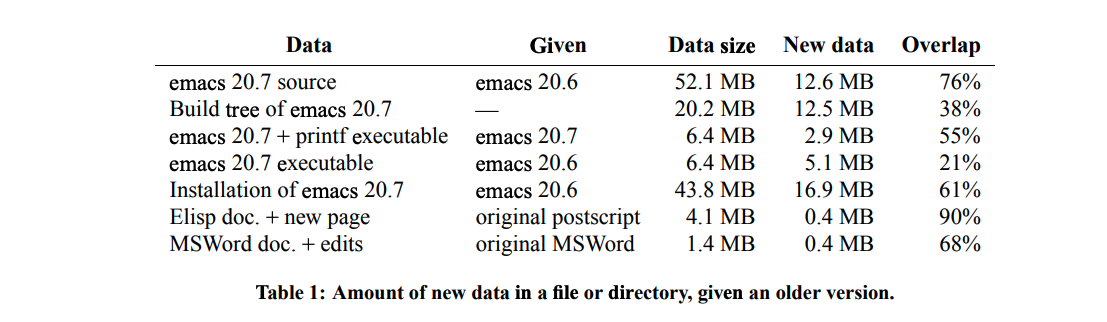 Data Given Data size New data Overlap
emacs 20.7 source emacs 20.6 52.1 MB 12.6 MB 76%
Build tree of emacs 20.7 — 20.2 MB 12.5 MB 38%
emacs 20.7 + printf executable emacs 20.7 6.4 MB 2.9 MB 55%
emacs 20.7 executable emacs 20.6 6.4 MB 5.1 MB 21%
Installation of emacs 20.7 emacs 20.6 43.8 MB 16.9 MB 61%
Elisp doc. + new page original postscript 4.1 MB 0.4 MB 90%
MSWord doc. + edits original MSWord 1.4 MB 0.4 MB 68%
Table 1: Amount of new data in a file or directory, given an older version.